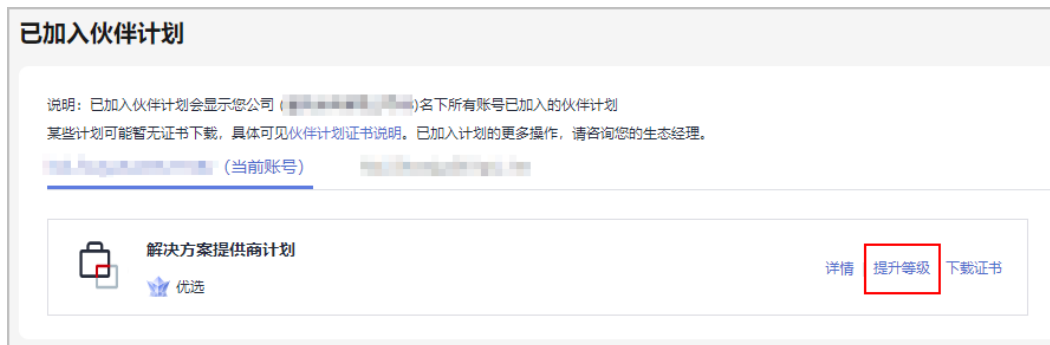 已加入伙伴计划
说明：已加入伙伴计划会显示您公司 ()名下所有账号已加入的伙伴计划
某些计划可能暂无证书下载，具体可见伙伴计划证书说明。已加入计划的更多操作，请咨询您的生态经理。
（当前账号）
解决方案提供商计划
优选
详情 提升等级 下载证书